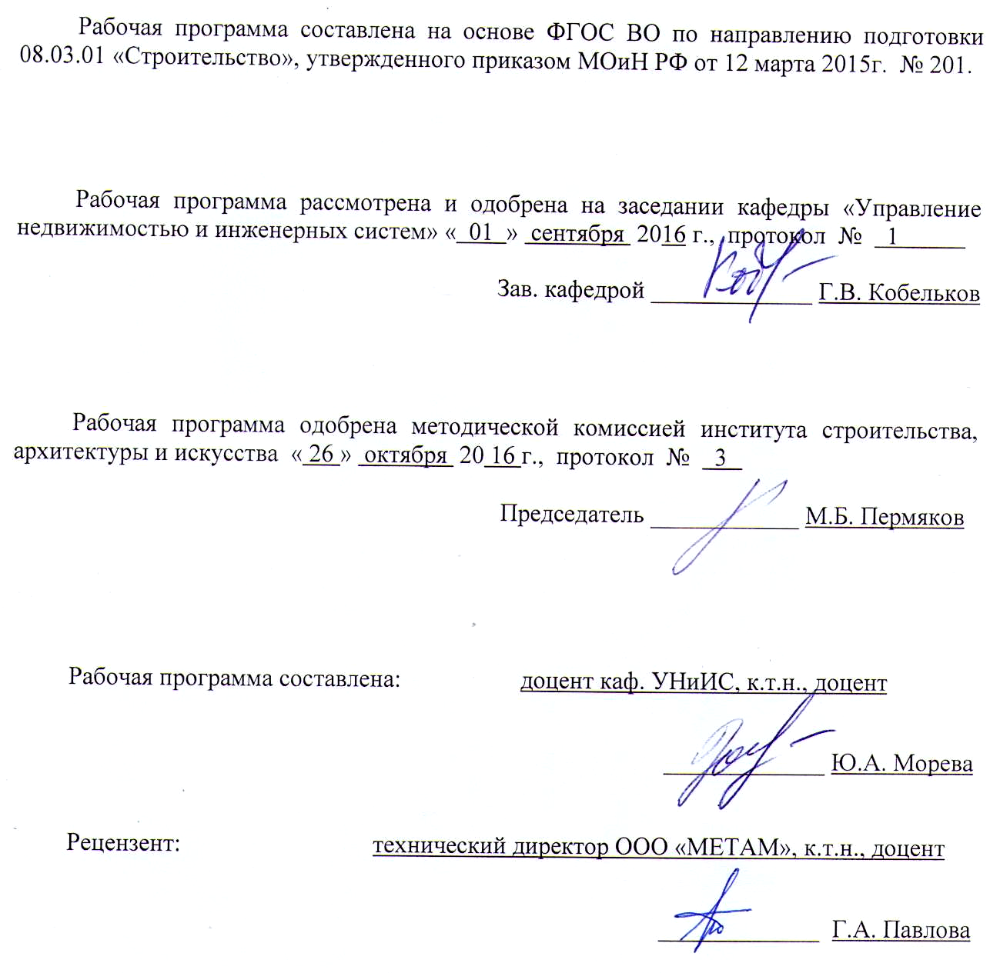 Рабочая программа составлена на основе ФГОС ВО по направлению подготовки
08.03.01 «Строительство», утвержденного приказом МОиН РФ от 12 марта 2015г. № 201.
Рабочая программа рассмотрена и одобрена на заседании кафедры «Управление
недвижимостью и инженерных систем» « 01 » сентября 2016 г., протокол № 1
Зав. кафедрой ______________ Г.В. Кобельков
Рабочая программа одобрена методической комиссией института строительства,
архитектуры и искусства « 26 » октября 20 16 г., протокол № 3
Председатель _____________ М.Б. Пермяков
Рабочая программа составлена: доцент каф. УНиИС, к.т.н., доцент
______________ Ю.А. Морева
Рецензент: технический директор ООО «МЕТАМ», к.т.н., доцент
______________ Г.А. Павлова